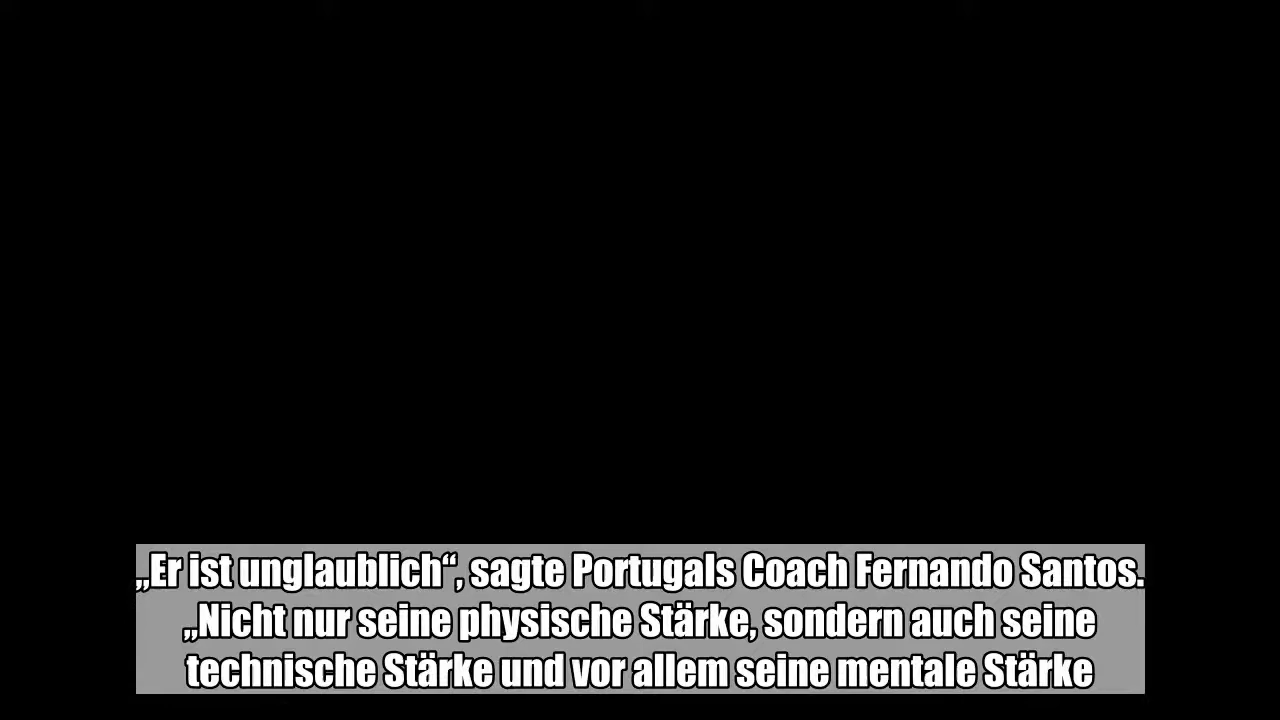 „Er ist unglaublich“, sagte Portugals Coach Fernando Santos.
„Nicht nur seine physische Stärke, sondern auch seine
technische Stärke und vor allem seine mentale Stärke